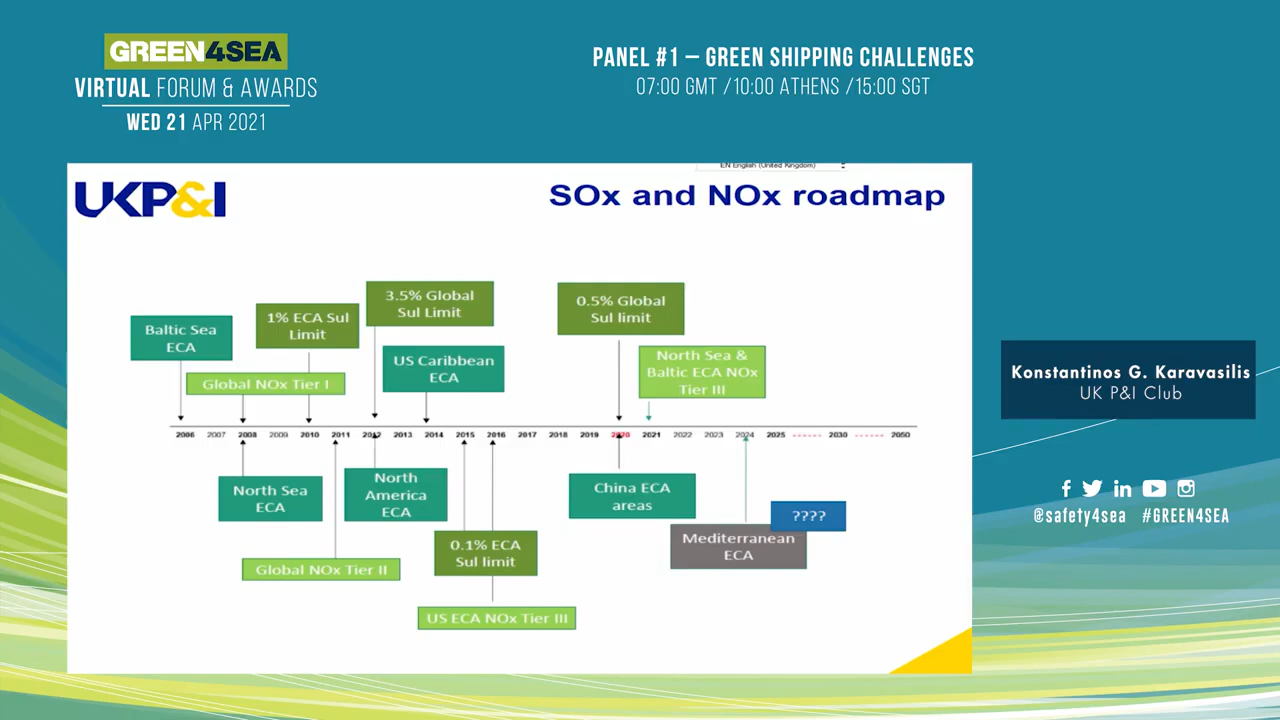 GREEN4SEA
VIRTUAL FORUM & AWARDS
WED 21 APR 2021
PANEL #1 – GREEN SHIPPING CHALLENGES
07:00 GMT /10:00 ATHENS /15:00 SGT
EN English (United Kingdom)
UKP&I
SOx and NOx roadmap
Baltic Sea
ECA
Global NOx Tier I
1% ECA Sul
Limit
3.5% Global
Sul Limit
US Caribbean
ECA
0.5% Global
Sul limit
North Sea &
Baltic ECA NOx
Tier III
2006 2007 2008 2009 2010 2011 2012 2013 2014 2015 2016 2017 2018 2019 2020 2021 2022 2023 2024 2025 ------ 2030 ------ 2050
North Sea
ECA
Global NOx Tier II
North
America
ECA
0.1% ECA
Sul limit
US ECA NOx Tier III
China ECA
areas
????
Mediterranean
ECA
Konstantinos G. Karavasilis
UK P&I Club
@safety4sea #GREEN4SEA